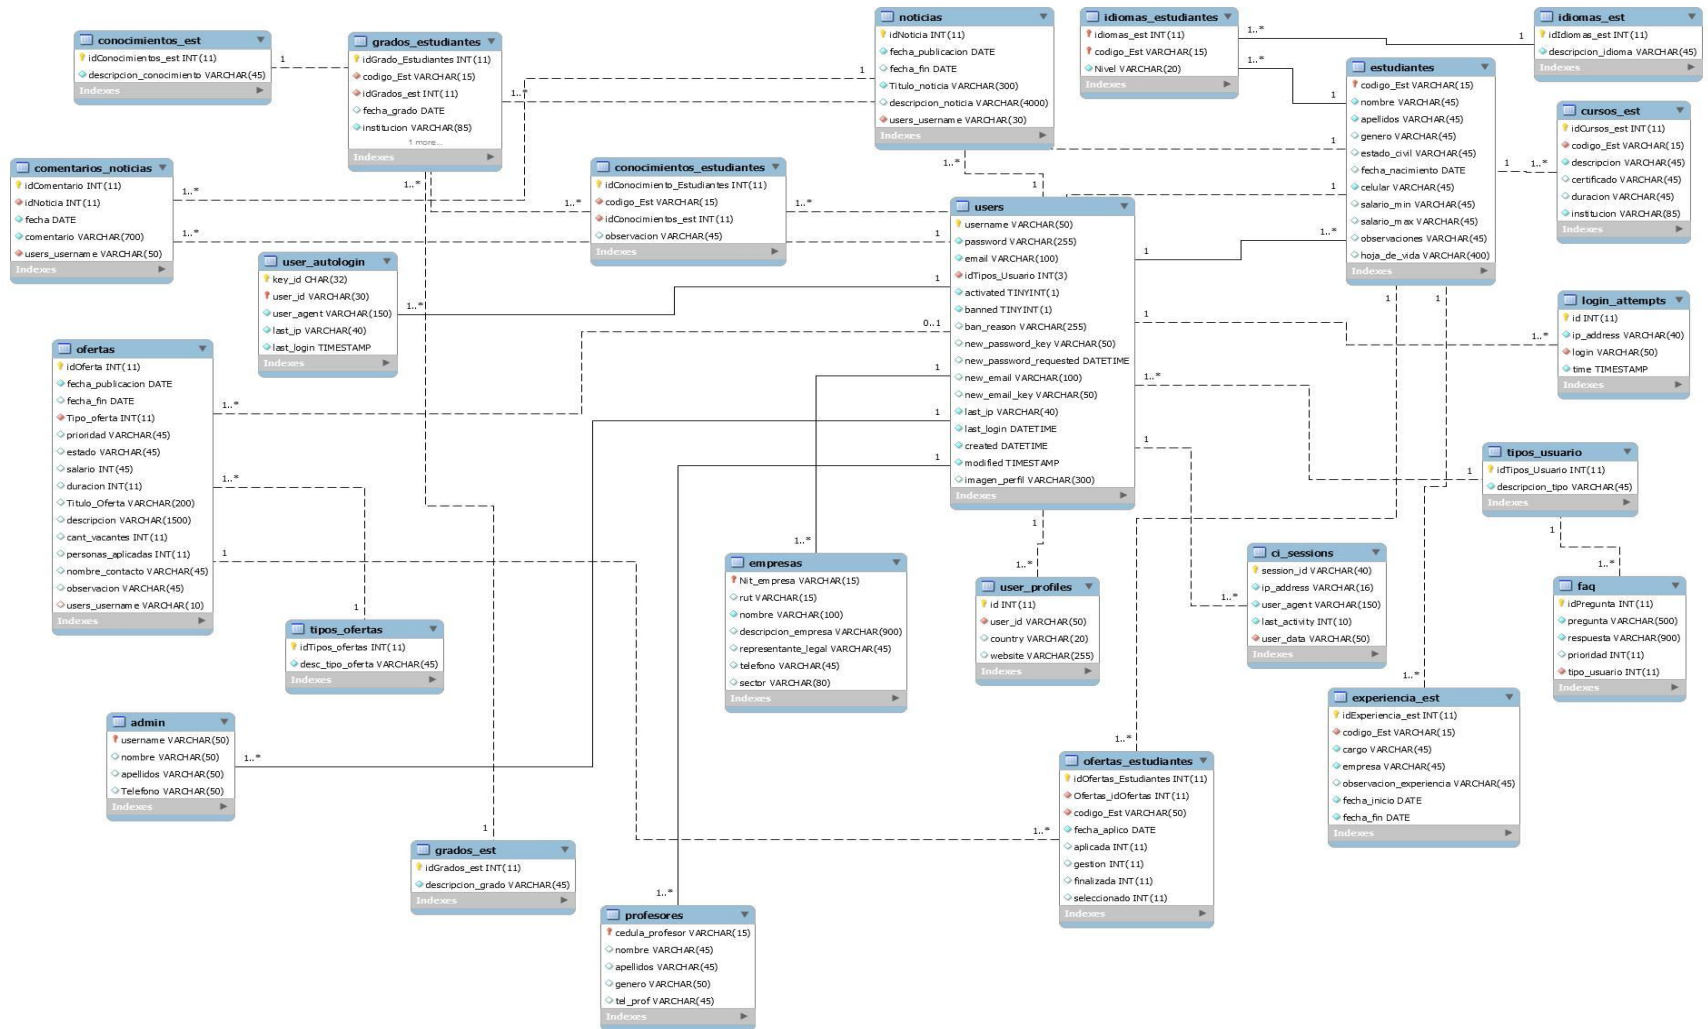 conocimientos_est
idConocimientos_est INT(11)
descripcion_conocimiento VARCHAR(45)
Indexes
grados_estudiantes
idGrado_Estudiantes INT(11)
codigo_Est VARCHAR(15)
idGrados_est INT(11)
fecha_grado DATE
institucion VARCHAR(85)
1 more...
Indexes
noticias
idNoticia INT(11)
fecha_publicacion DATE
fecha_fin DATE
Titulo_noticia VARCHAR(300)
descripcion_noticia VARCHAR(4000)
users_username VARCHAR(30)
Indexes
idiomas_estudiantes
idiomas_est INT(11)
codigo_Est VARCHAR(15)
Nivel VARCHAR(20)
Indexes
idiomas_est
idIdiomas_est INT(11)
descripcion_idioma VARCHAR(45)
Indexes
estudiantes
codigo_Est VARCHAR(15)
nombre VARCHAR(45)
apellidos VARCHAR(45)
genero VARCHAR(45)
estado_civil VARCHAR(45)
fecha_nacimiento DATE
celular VARCHAR(45)
salario_min VARCHAR(45)
salario_max VARCHAR(45)
observaciones VARCHAR(45)
hoja_de_vida VARCHAR(400)
Indexes
cursos_est
idCursos_est INT(11)
codigo_Est VARCHAR(15)
descripcion VARCHAR(45)
certificado VARCHAR(45)
duracion VARCHAR(45)
institucion VARCHAR(85)
Indexes
comentarios_noticias
idComentario INT(11)
idNoticia INT(11)
fecha DATE
comentario VARCHAR(700)
users_username VARCHAR(50)
Indexes
conocimientos_estudiantes
idConocimiento_Estudiantes INT(11)
codigo_Est VARCHAR(15)
idConocimientos_est INT(11)
observacion VARCHAR(45)
Indexes
users
username VARCHAR(50)
password VARCHAR(255)
email VARCHAR(100)
idTipos_Usuario INT(3)
activated TINYINT(1)
banned TINYINT(1)
ban_reason VARCHAR(255)
new_password_key VARCHAR(50)
new_password_requested DATETIME
new_email VARCHAR(100)
new_email_key VARCHAR(50)
last_ip VARCHAR(40)
last_login DATETIME
created DATETIME
modified TIMESTAMP
imagen_perfil VARCHAR(300)
Indexes
user_autologin
key_id CHAR(32)
user_id VARCHAR(30)
user_agent VARCHAR(150)
last_ip VARCHAR(40)
last_login TIMESTAMP
Indexes
login_attempts
id INT(11)
ip_address VARCHAR(40)
login VARCHAR(50)
time TIMESTAMP
Indexes
ofertas
idOferta INT(11)
fecha_publicacion DATE
fecha_fin DATE
Tipo_oferta INT(11)
prioridad VARCHAR(45)
estado VARCHAR(45)
salario INT(45)
duracion INT(11)
Titulo_Oferta VARCHAR(200)
descripcion VARCHAR(1500)
cant_vacantes INT(11)
personas_aplicadas INT(11)
nombre_contacto VARCHAR(45)
observacion VARCHAR(45)
users_username VARCHAR(10)
Indexes
tipos_usuario
idTipos_Usuario INT(11)
descripcion_tipo VARCHAR(45)
Indexes
tipos_ofertas
idTipos_ofertas INT(11)
desc_tipo_oferta VARCHAR(45)
Indexes
empresas
Nit_empresa VARCHAR(15)
rut VARCHAR(15)
nombre VARCHAR(100)
descripcion_empresa VARCHAR(900)
representante_legal VARCHAR(45)
telefono VARCHAR(45)
sector VARCHAR(80)
Indexes
user_profiles
id INT(11)
user_id VARCHAR(50)
country VARCHAR(20)
website VARCHAR(255)
Indexes
ci_sessions
session_id VARCHAR(40)
ip_address VARCHAR(16)
user_agent VARCHAR(150)
last_activity INT(10)
user_data VARCHAR(50)
Indexes
faq
idPregunta INT(11)
pregunta VARCHAR(500)
respuesta VARCHAR(900)
prioridad INT(11)
tipo_usuario INT(11)
Indexes
admin
username VARCHAR(50)
nombre VARCHAR(50)
apellidos VARCHAR(50)
Telefono VARCHAR(50)
Indexes
experiencia_est
idExperiencia_est INT(11)
codigo_Est VARCHAR(15)
cargo VARCHAR(45)
empresa VARCHAR(45)
observacion_experiencia VARCHAR(45)
fecha_inicio DATE
fecha_fin DATE
Indexes
ofertas_estudiantes
idOfertas_Estudiantes INT(11)
Ofertas_idOfertas INT(11)
codigo_Est VARCHAR(50)
fecha_aplico DATE
aplicada INT(11)
gestion INT(11)
finalizada INT(11)
seleccionado INT(11)
Indexes
grados_est
idGrados_est INT(11)
descripcion_grado VARCHAR(45)
Indexes
profesores
cedula_profesor VARCHAR(15)
nombre VARCHAR(45)
apellidos VARCHAR(45)
genero VARCHAR(50)
tel_prof VARCHAR(45)
Indexes